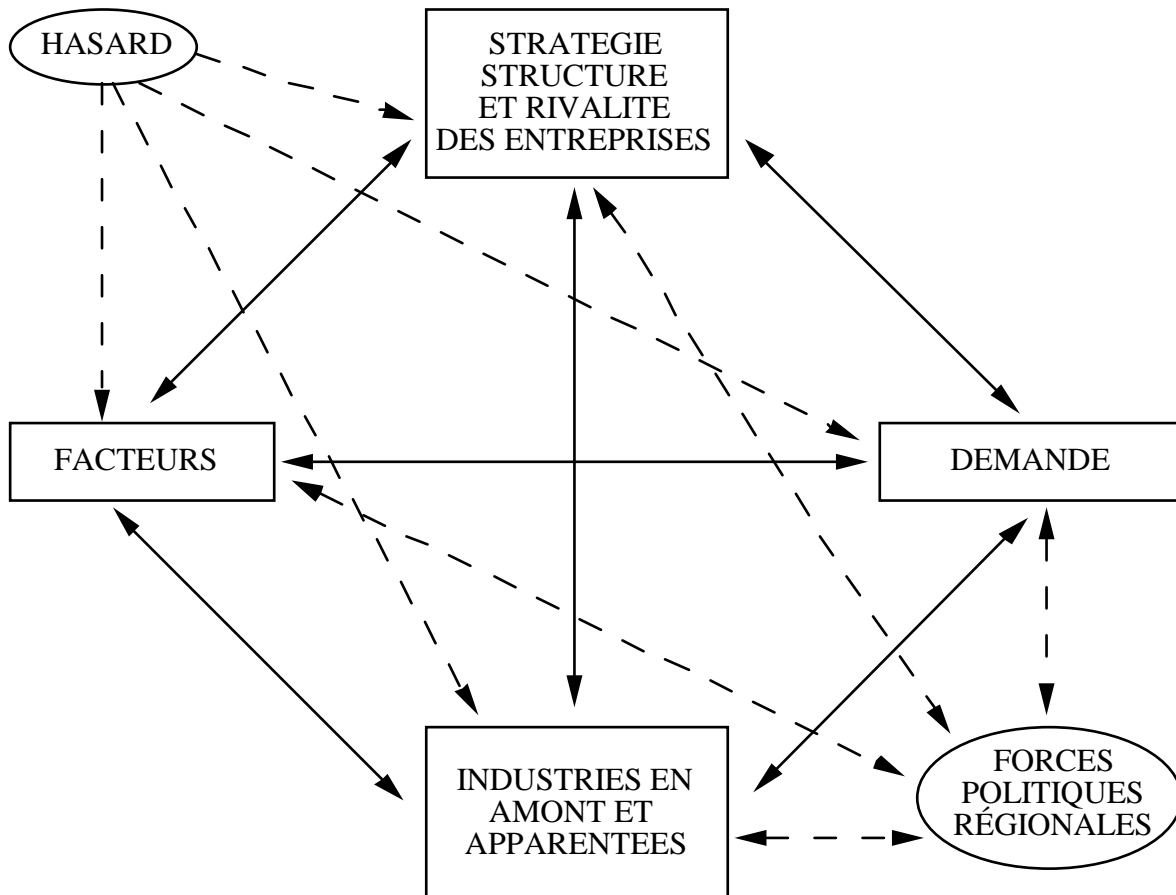 HASARD
STRATEGIE
STRUCTURE
ET RIVALITE
DES ENTREPRISES
FACTEURS
DEMANDE
INDUSTRIES EN
AMONT ET
APPARENTEES
FORCES
POLITIQUES
RÉGIONALES